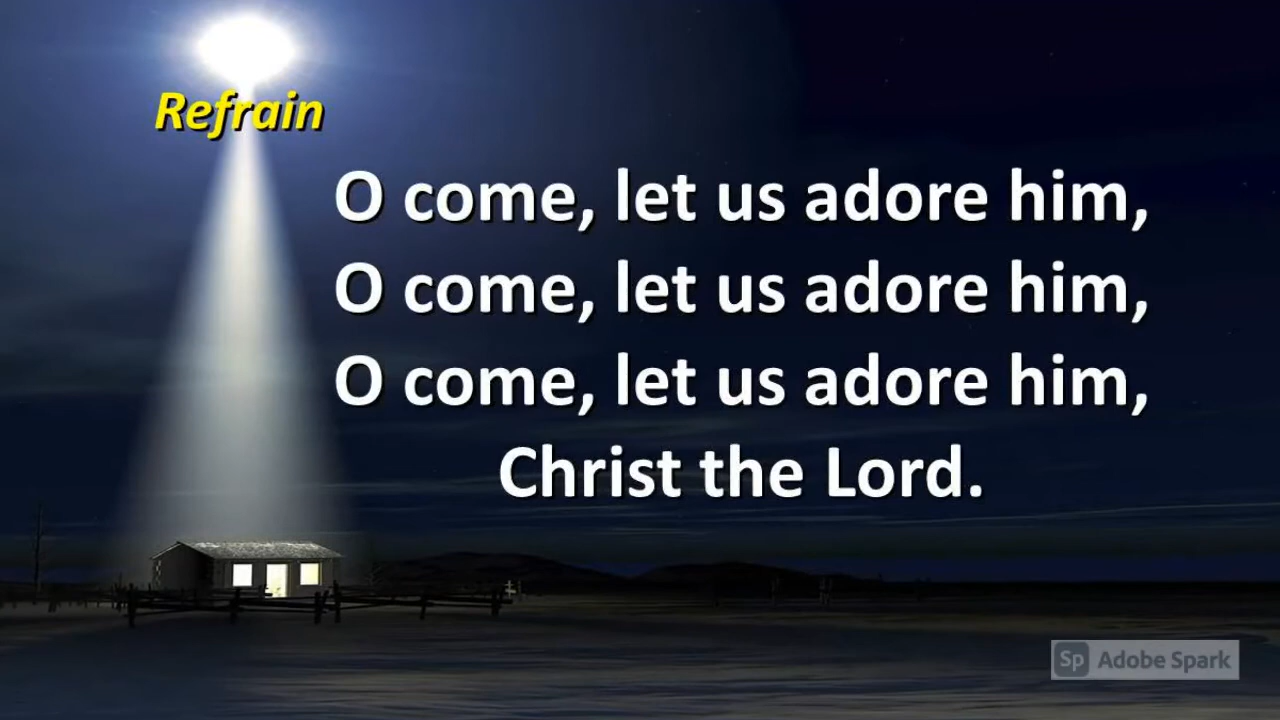 Refrain
O come, let us adore him,
O come, let us adore him,
O come, let us adore him,
Christ the Lord.
Sp Adobe Spark